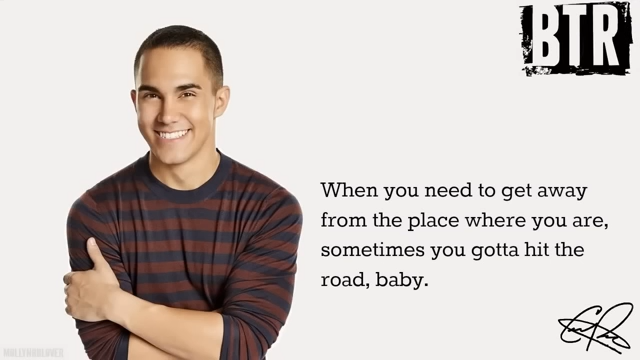 BTR
When you need to get away
from the place where you are,
sometimes you gotta hit the
road, baby.